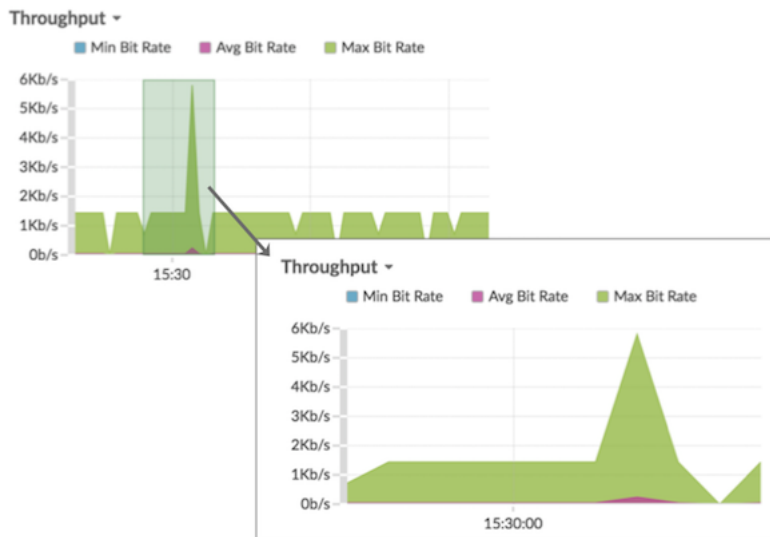 Throughput
Min Bit Rate Avg Bit Rate Max Bit Rate
6Kb/s
5Kb/s
4Kb/s
3Kb/s
2Kb/s
1Kb/s
0b/s
15:30
Throughput
Min Bit Rate Avg Bit Rate Max Bit Rate
6Kb/s
5Kb/s
4Kb/s
3Kb/s
2Kb/s
1Kb/s
0b/s
15:30:00